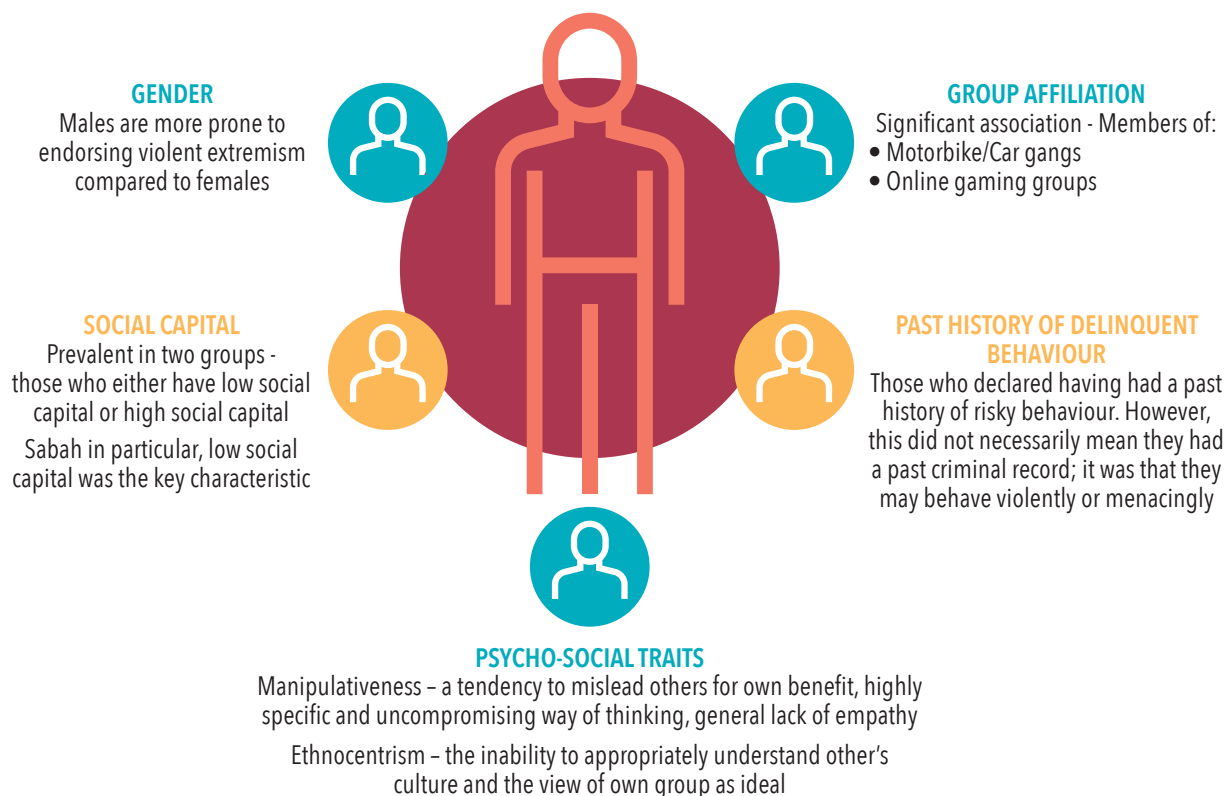 GENDER
Males are more prone to
endorsing violent extremism
compared to females
GROUP AFFILIATION
Significant association - Members of:
• Motorbike/Car gangs
• Online gaming groups
SOCIAL CAPITAL
Prevalent in two groups -
those who either have low social
capital or high social capital
Sabah in particular, low social
capital was the key characteristic
PAST HISTORY OF DELINQUENT
BEHAVIOUR
Those who declared having had a past
history of risky behaviour. However,
this did not necessarily mean they had
a past criminal record; it was that they
may behave violently or menacingly
PSYCHO-SOCIAL TRAITS
Manipulativeness – a tendency to mislead others for own benefit, highly
specific and uncompromising way of thinking, general lack of empathy
Ethnocentrism – the inability to appropriately understand other's
culture and the view of own group as ideal